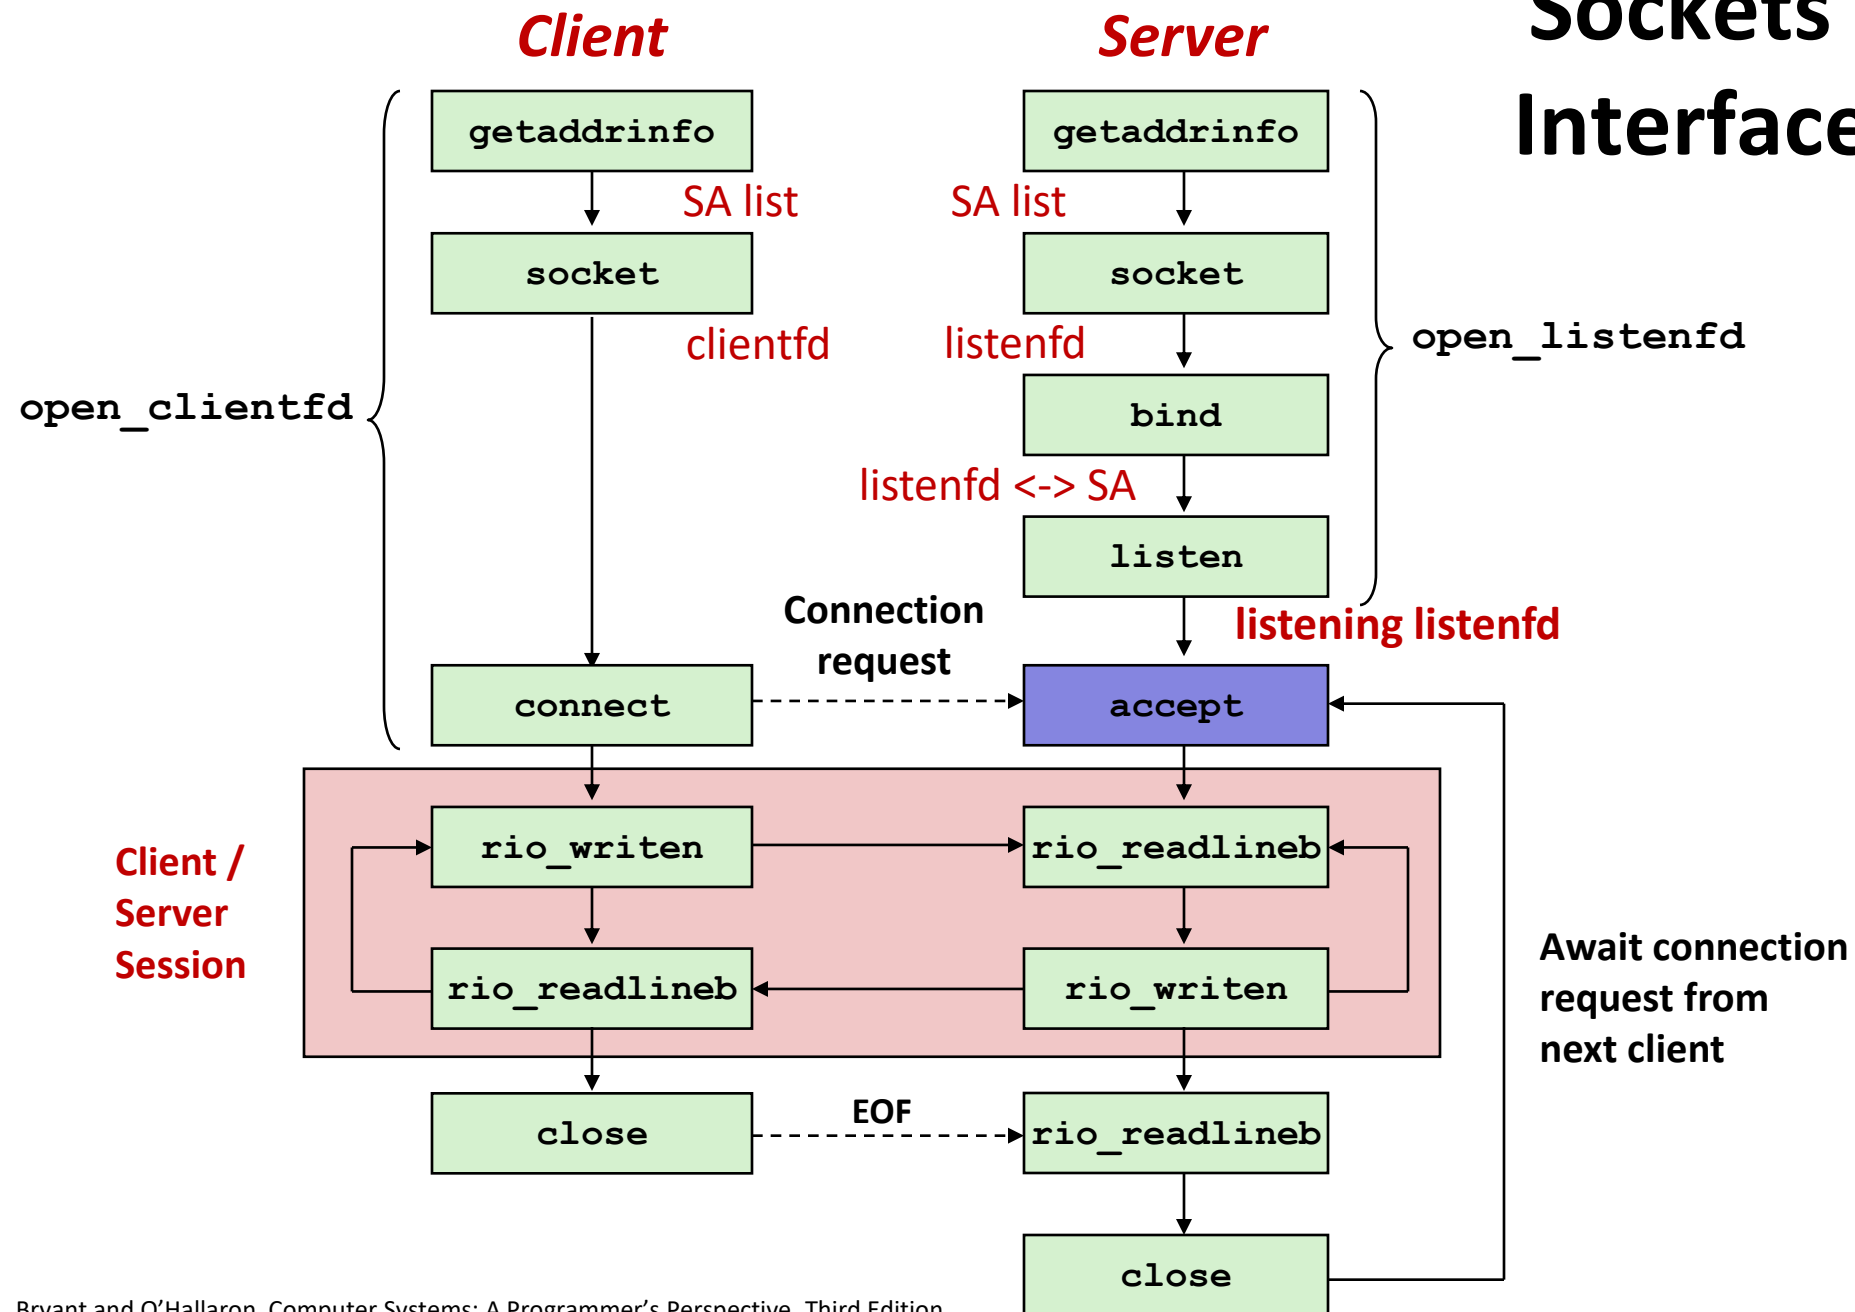 Client
Server
Sockets
Interface
getaddrinfo
getaddrinfo
SA list
SA list
socket
socket
clientfd
listenfd
open_clientfd
open_listenfd
bind
listenfd <-> SA
listen
Connection
request
listening listenfd
connect
accept
Client /
Server
Session
rio_writen
rio_readlineb
rio_readlineb
rio_writen
Await connection
request from
next client
close
EOF
rio_readlineb
close
Bryant and O'Hallaron, Computer Systems: A Programmer's Perspective, Third Edition